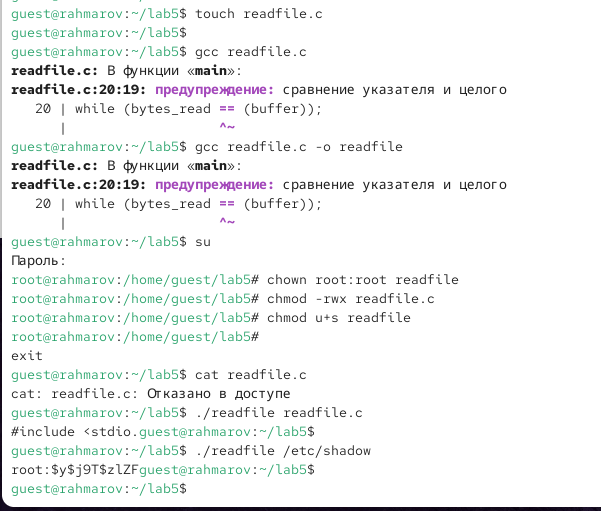 guest@rahmarov:~/lab5$ touch readfile.c
guest@rahmarov:~/lab5$
guest@rahmarov:~/lab5$ gcc readfile.c
readfile.c: В функции «main»:
readfile.c:20:19: предупреждение: сравнение указателя и целого
   20 | while (bytes_read == (buffer));
      |                   ^~
guest@rahmarov:~/lab5$ gcc readfile.c -o readfile
readfile.c: В функции «main»:
readfile.c:20:19: предупреждение: сравнение указателя и целого
   20 | while (bytes_read == (buffer));
      |                   ^~
guest@rahmarov:~/lab5$ su
Пароль:
root@rahmarov:/home/guest/lab5# chown root:root readfile
root@rahmarov:/home/guest/lab5# chmod -rwx readfile.c
root@rahmarov:/home/guest/lab5# chmod u+s readfile
root@rahmarov:/home/guest/lab5#
exit
guest@rahmarov:~/lab5$ cat readfile.c
cat: readfile.c: Отказано в доступе
guest@rahmarov:~/lab5$ ./readfile readfile.c
#include <stdio.guest@rahmarov:~/lab5$
guest@rahmarov:~/lab5$ ./readfile /etc/shadow
root:$y$j9T$zlZFguest@rahmarov:~/lab5$
guest@rahmarov:~/lab5$